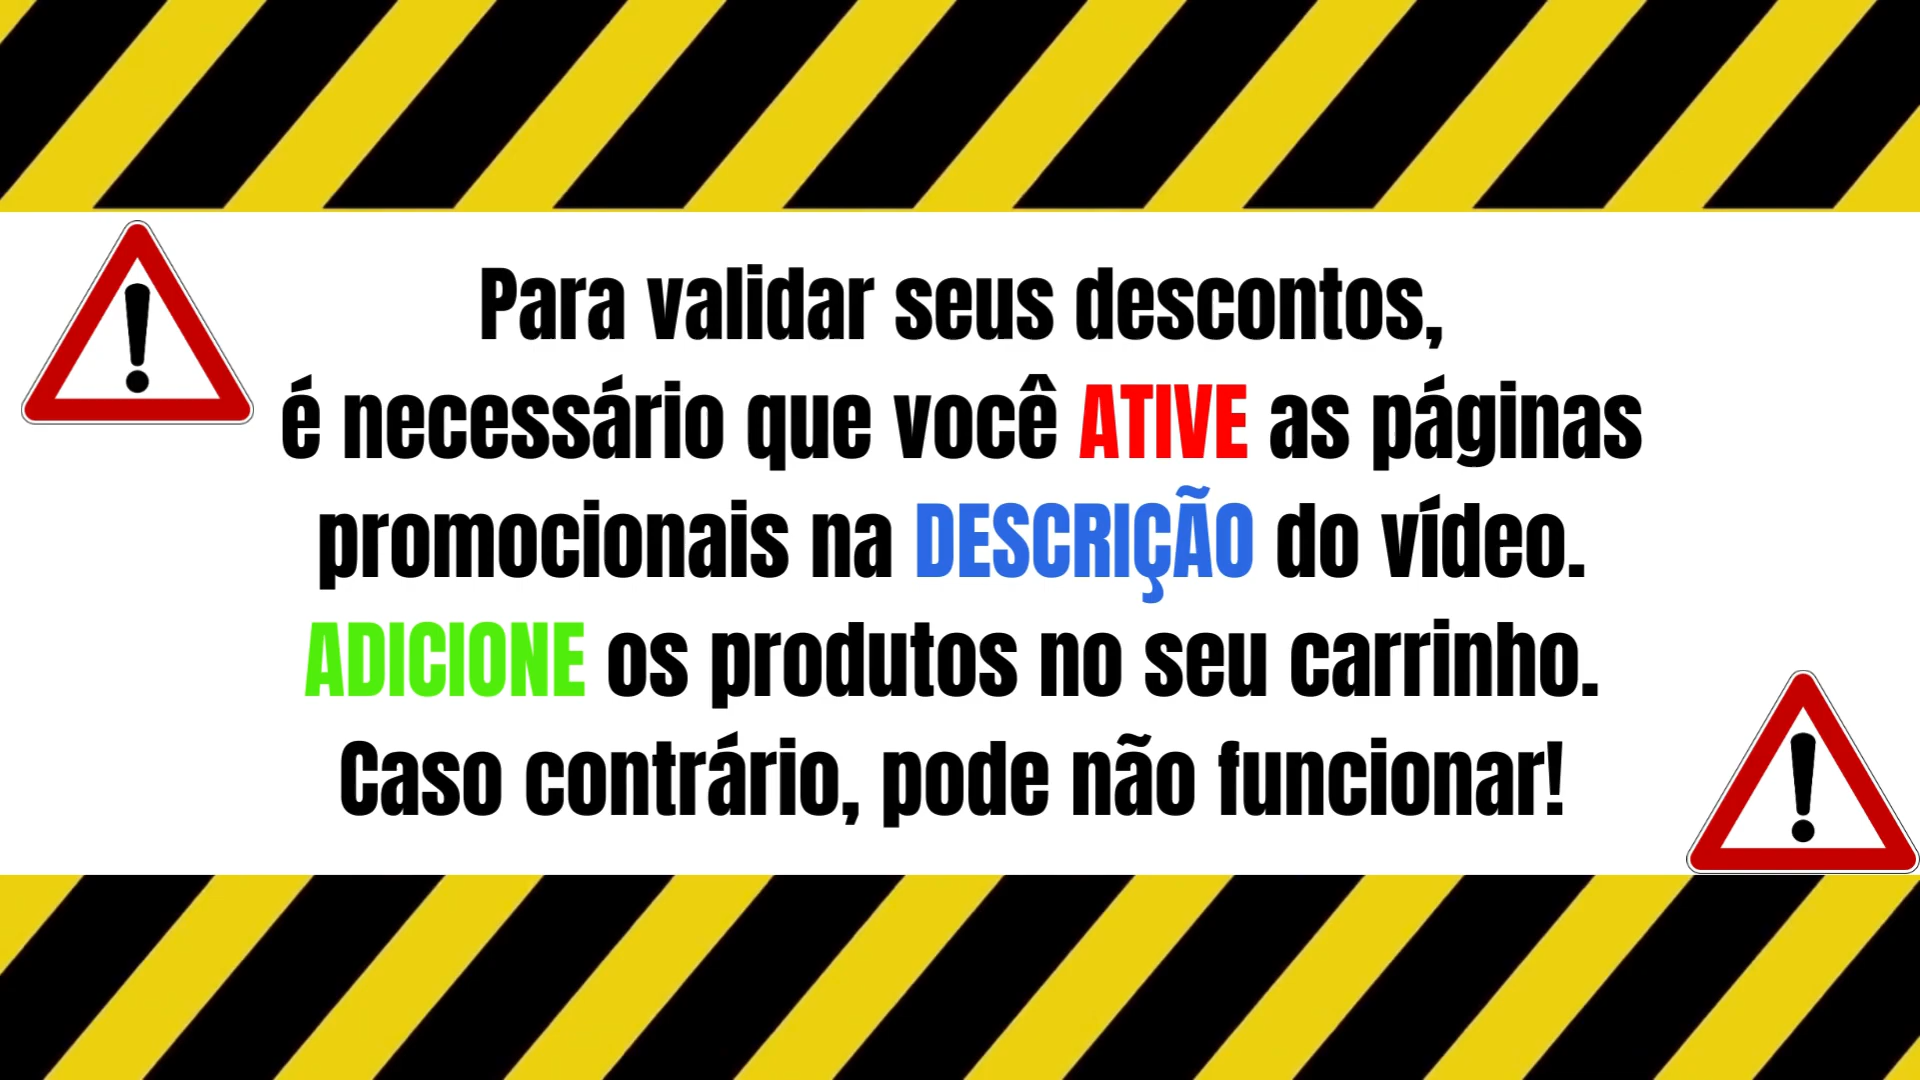 Para validar seus descontos,
é necessário que você ATIVE as páginas
promocionais na DESCRIÇÃO do vídeo.
ADICIONE os produtos no seu carrinho.
Caso contrário, pode não funcionar!